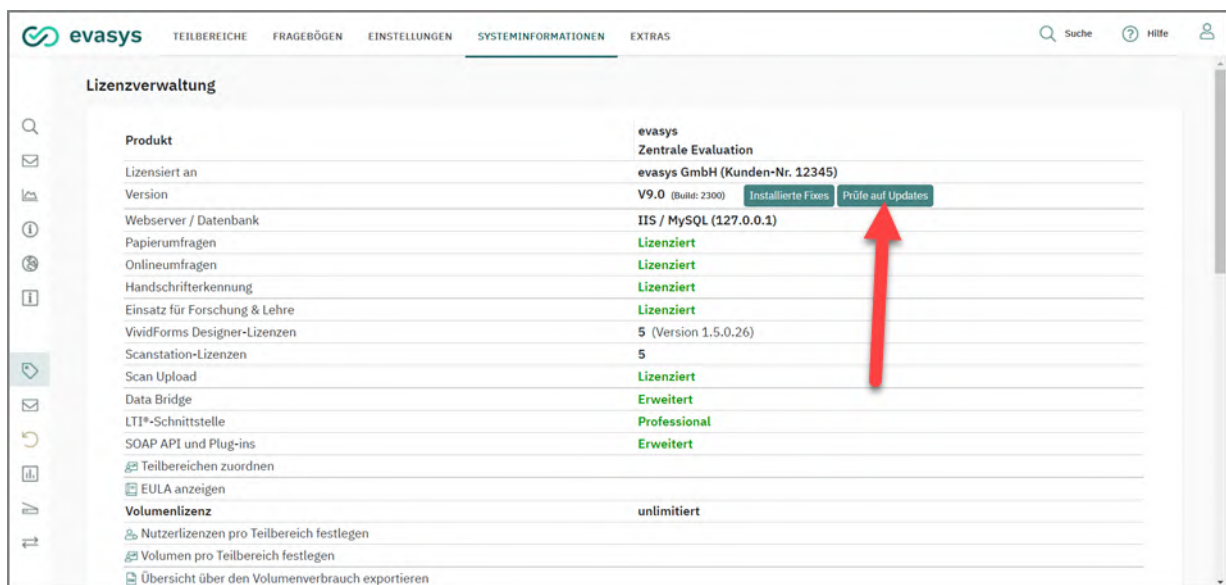 evasys TEILBEREICHE FRAGEBÖGEN EINSTELLUNGEN SYSTEMINFORMATIONEN EXTRAS Suche Hilfe
Lizenzverwaltung
Produkt evasys
Zentrale Evaluation
Lizensiert an evasys GmbH (Kunden-Nr. 12345)
Version V9.0 (Build: 2300) Installierte Fixes Prüfe auf Updates
Webserver / Datenbank IIS / MySQL (127.0.0.1)
Papierumfragen Lizenziert
Onlineumfragen Lizenziert
Handschrifterkennung Lizenziert
Einsatz für Forschung & Lehre Lizenziert
VividForms Designer-Lizenzen 5 (Version 1.5.0.26)
Scanstation-Lizenzen 5
Scan Upload Lizenziert
Data Bridge Erweitert
LTI®-Schnittstelle Professional
SOAP API und Plug-ins Erweitert
Teilbereichen zuordnen
EULA anzeigen
Volumenlizenz unlimitiert
Nutzerlizenzen pro Teilbereich festlegen
Volumen pro Teilbereich festlegen
Übersicht über den Volumenverbrauch exportieren